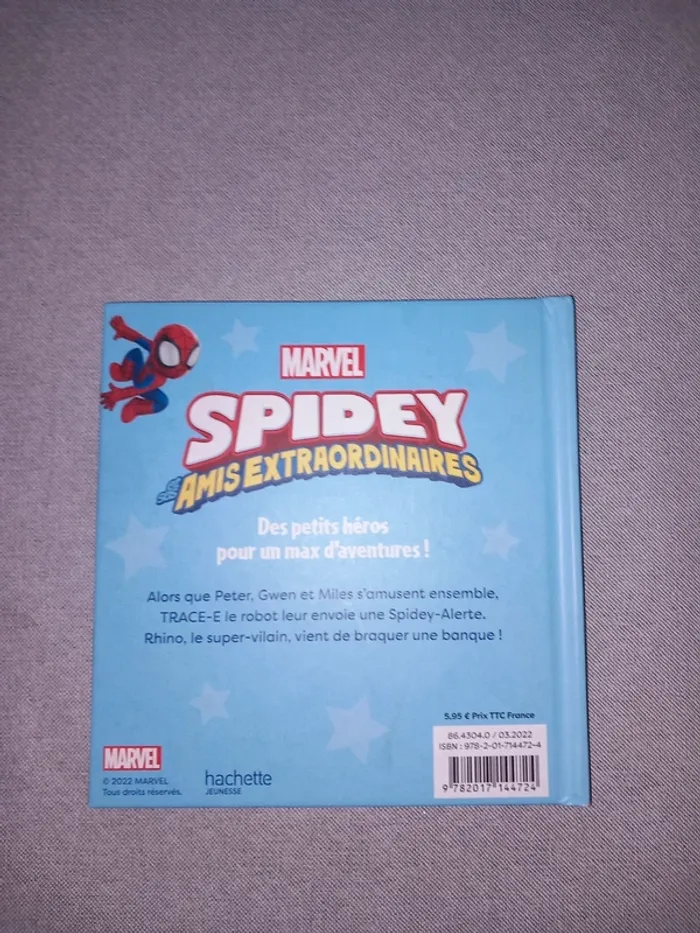 MARVEL
SPIDEY
et ses AMIS EXTRAORDINAIRES
Des petits héros
pour un max d'aventures !
Alors que Peter, Gwen et Miles s'amusent ensemble,
TRACE-E le robot leur envoie une Spidey-Alerte.
Rhino, le super-vilain, vient de braquer une banque !
5,95 € Prix TTC France
86.4304.0 / 03.2022
ISBN : 978-2-01-714472-4
9 782017 144724
MARVEL
© 2022 MARVEL
Tous droits réservés.
hachette
JEUNESSE